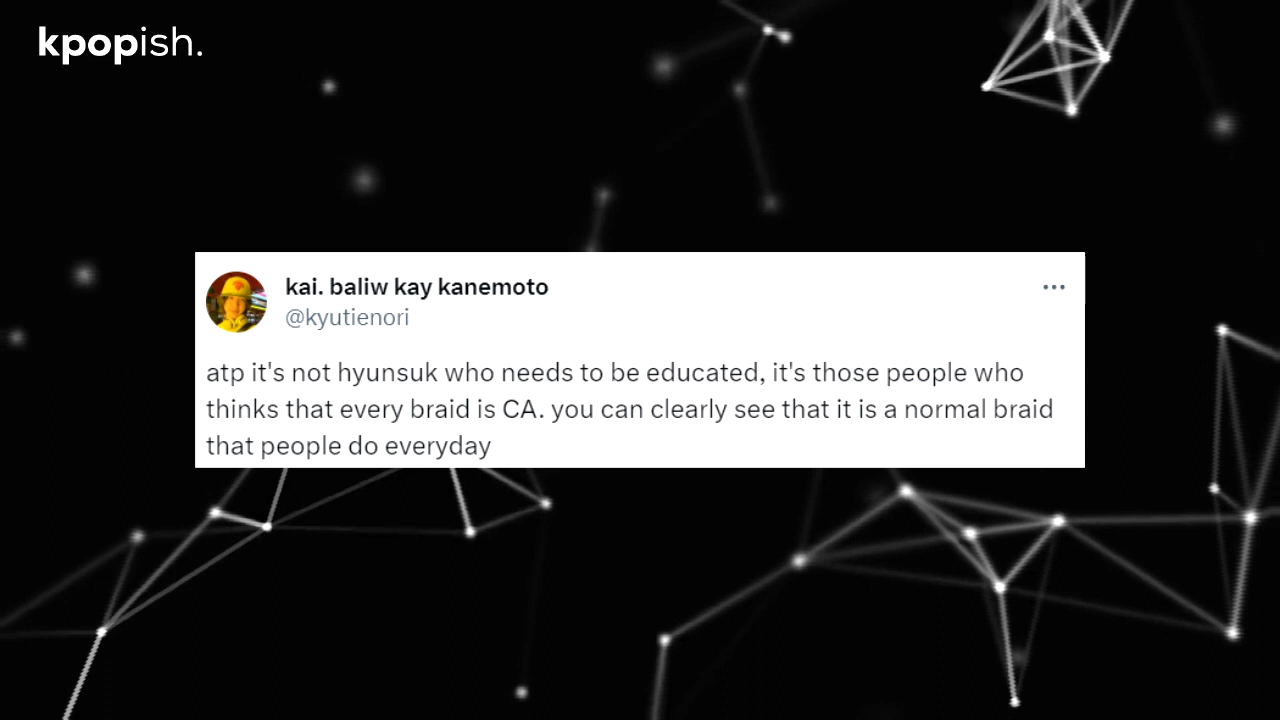 kpopish.
kai. baliw kay kanemoto
@kyutienori
atp it's not hyunsuk who needs to be educated, it's those people who
thinks that every braid is CA. you can clearly see that it is a normal braid
that people do everyday